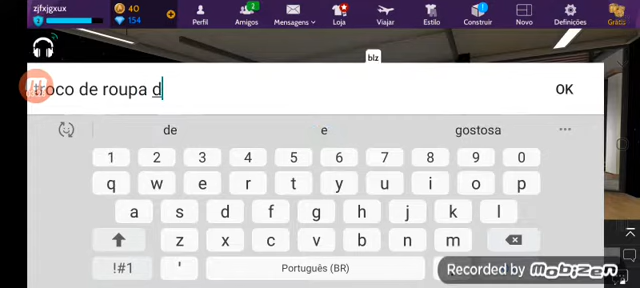 zjfxjgxux
40
154
2
Perfil
Amigos
Mensagens
Loja
Viajar
Estilo
Construir
Novo
Definições
Grátis
blz
troco de roupa d
OK
de e gostosa
1 2 3 4 5 6 7 8 9 0
q w e r t y u i o p
a s d f g h j k l
z x c v b n m
!#1 ' Português (BR)
Recorded by Mobizen